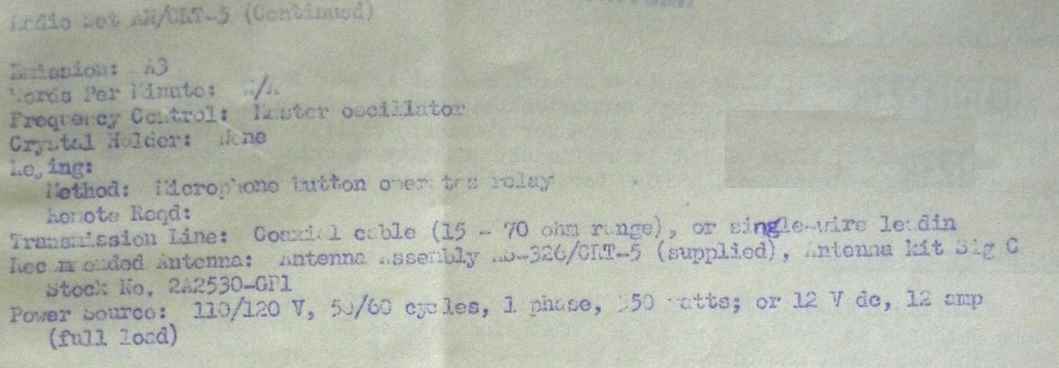 Radio Set AN/CRT-5 (Continued)
Emission: A3
Words Per Minute: N/A
Frequency Control: Master oscillator
Crystal Holder: None
Keying:
Method: Microphone button operates relay
Remote Reqd:
Transmission Line: Coaxial cable (15 - 70 ohm range), or single-wire leadin
Recommended Antenna: Antenna Assembly AS-326/CRT-5 (supplied), Antenna Kit Sig C
Stock No. 2A2530-GP1
Power Source: 110/120 V, 50/60 cycles, 1 phase, watts; or 12 V dc, 12 amp
(full load)